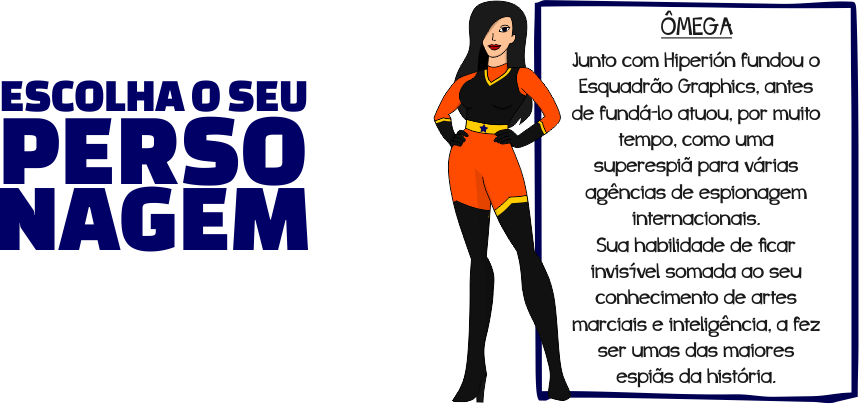 ESCOLHA O SEU
PERSO
NAGEM
ÔMEGA
Junto com Hiperión fundou o
Esquadrão Graphics, antes
de fundá-lo atuou, por muito
tempo, como uma
superespiã para várias
agências de espionagem
internacionais.
Sua habilidade de ficar
invisível somada ao seu
conhecimento de artes
marciais e inteligência, a fez
ser umas das maiores
espiãs da história.